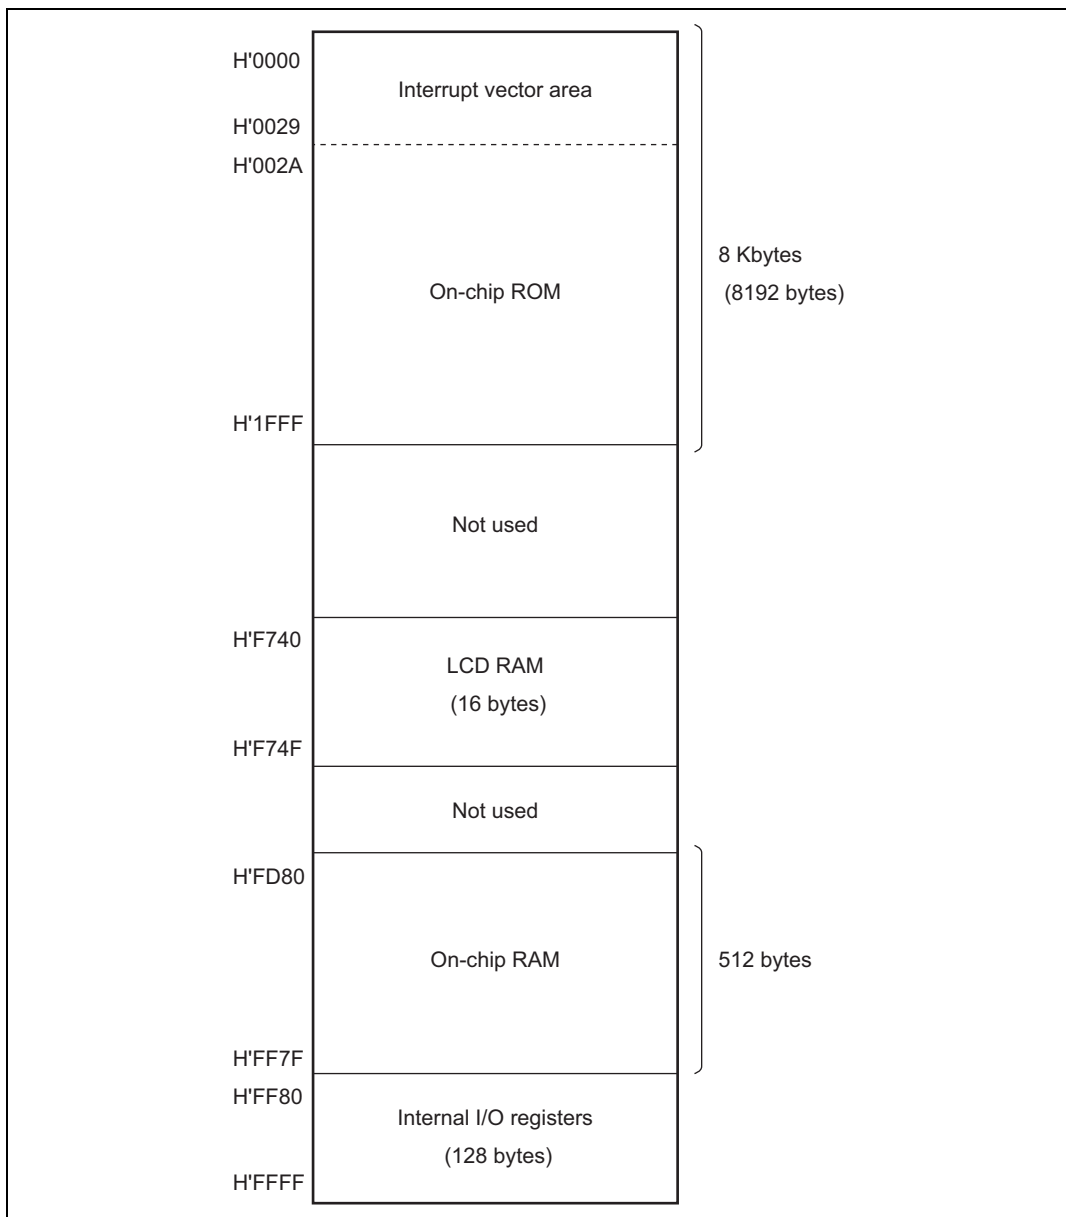 H'0000
Interrupt vector area
H'0029
H'002A
8 Kbytes
(8192 bytes)
On-chip ROM
H'1FFF
Not used
H'F740
LCD RAM
(16 bytes)
H'F74F
Not used
H'FD80
On-chip RAM
512 bytes
H'FF7F
H'FF80
Internal I/O registers
(128 bytes)
H'FFFF